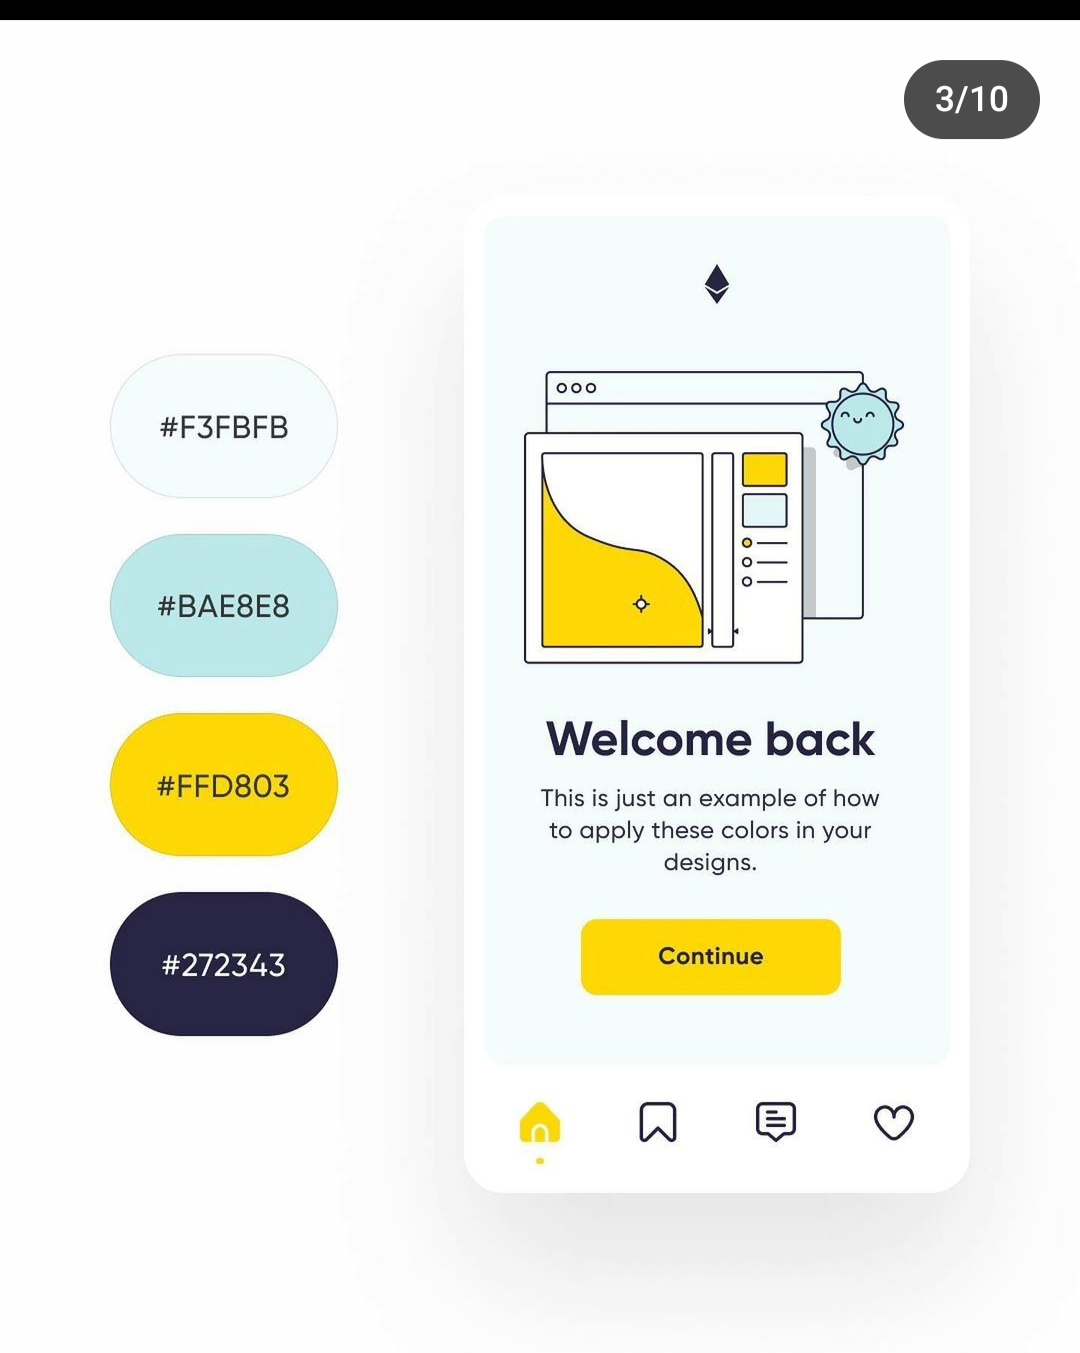 3/10
#F3FBFB
#BAE8E8
#FFD803
#272343
Welcome back
This is just an example of how
to apply these colors in your
designs.
Continue